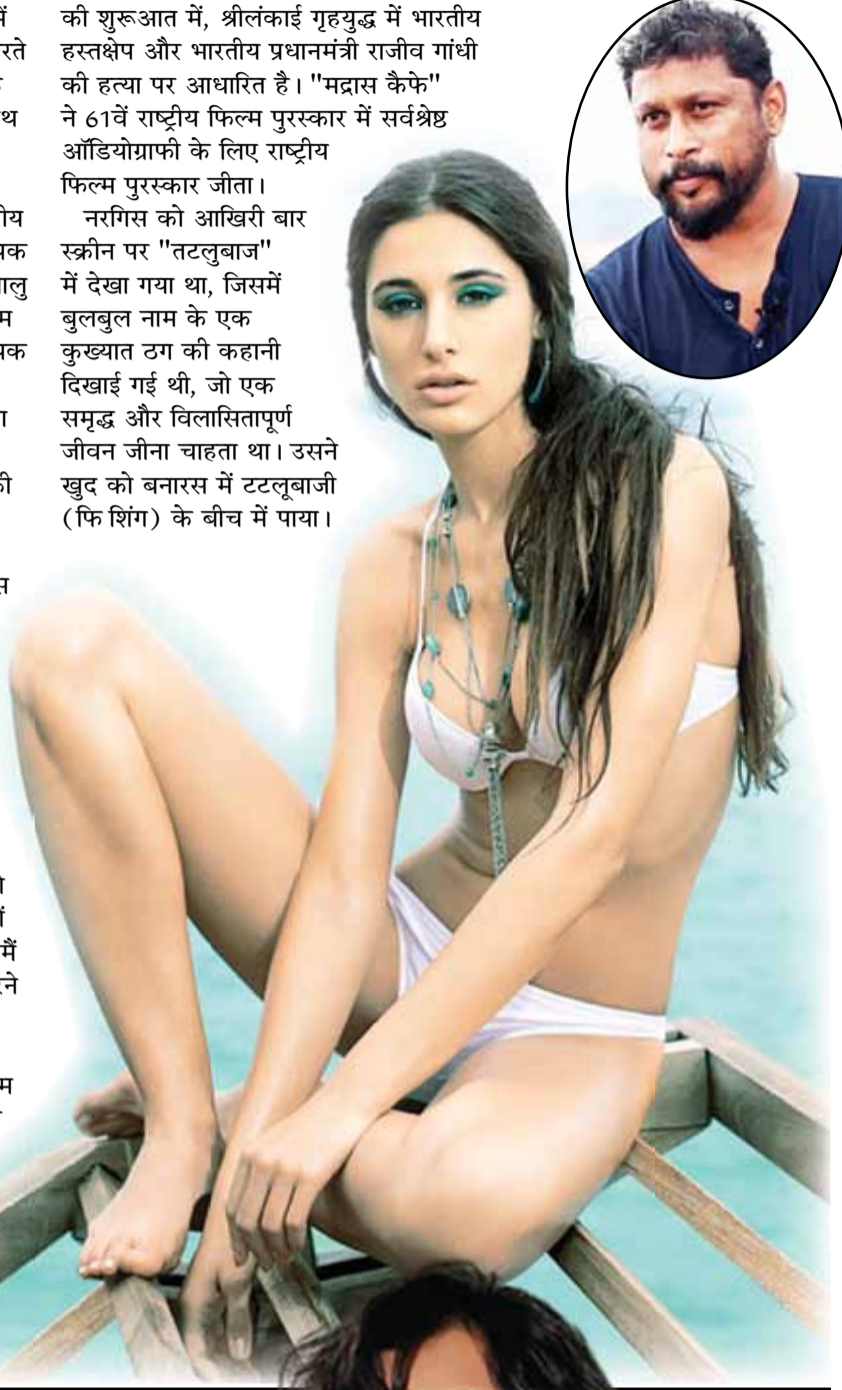 में
रते
थ
की शुरूआत में, श्रीलंकाई गृहयुद्ध में भारतीय
हस्तक्षेप और भारतीय प्रधानमंत्री राजीव गांधी
की हत्या पर आधारित है। "मद्रास कैफे"
ने 61वें राष्ट्रीय फिल्म पुरस्कार में सर्वश्रेष्ठ
ऑडियोग्राफी के लिए राष्ट्रीय
फिल्म पुरस्कार जीता।
नरगिस को आखिरी बार
स्क्रीन पर "तटलुबाज"
में देखा गया था, जिसमें
बुलबुल नाम के एक
कुख्यात ठग की कहानी
दिखाई गई थी, जो एक
समृद्ध और विलासितापूर्ण
जीवन जीना चाहता था। उसने
खुद को बनारस में टटलूबाजी
(फि शिंग) के बीच में पाया।